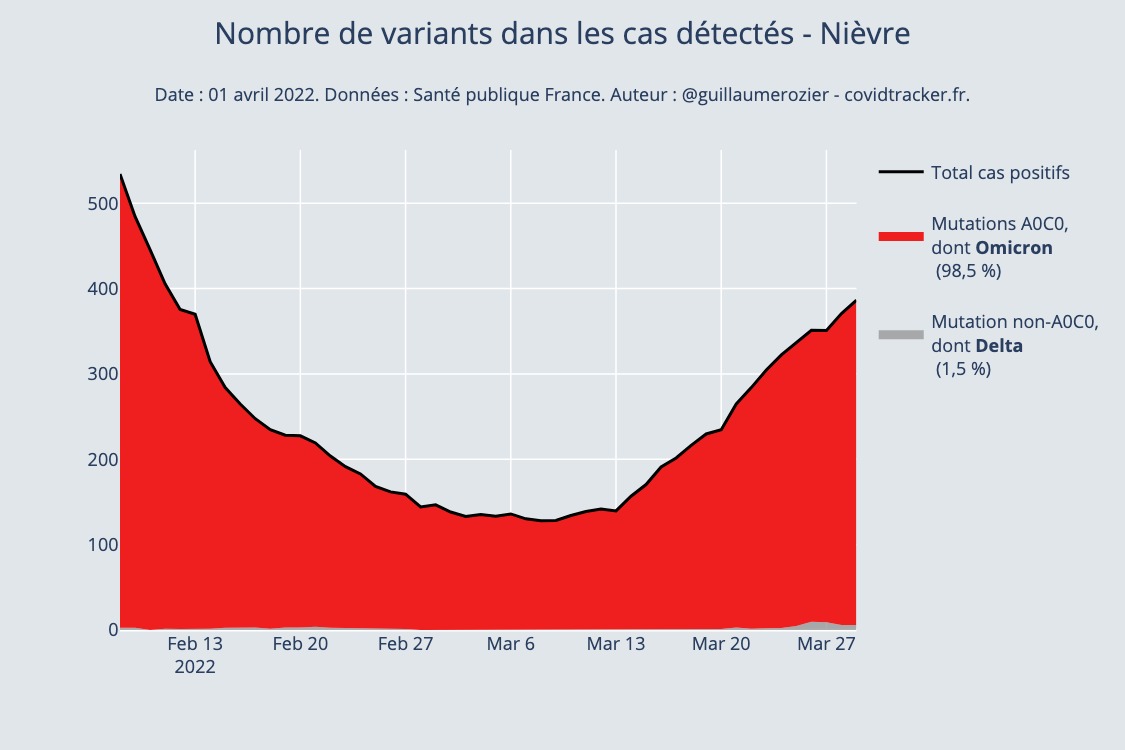 Nombre de variants dans les cas détectés - Nièvre
Date : 01 avril 2022. Données : Santé publique France. Auteur : @guillaumerozier - covidtracker.fr.
Total cas positifs
Mutations A0C0,
dont Omicron
(98,5 %)
Mutation non-A0C0,
dont Delta
(1,5 %)
500
400
300
200
100
0
Feb 13 Feb 20 Feb 27 Mar 6 Mar 13 Mar 20 Mar 27
2022